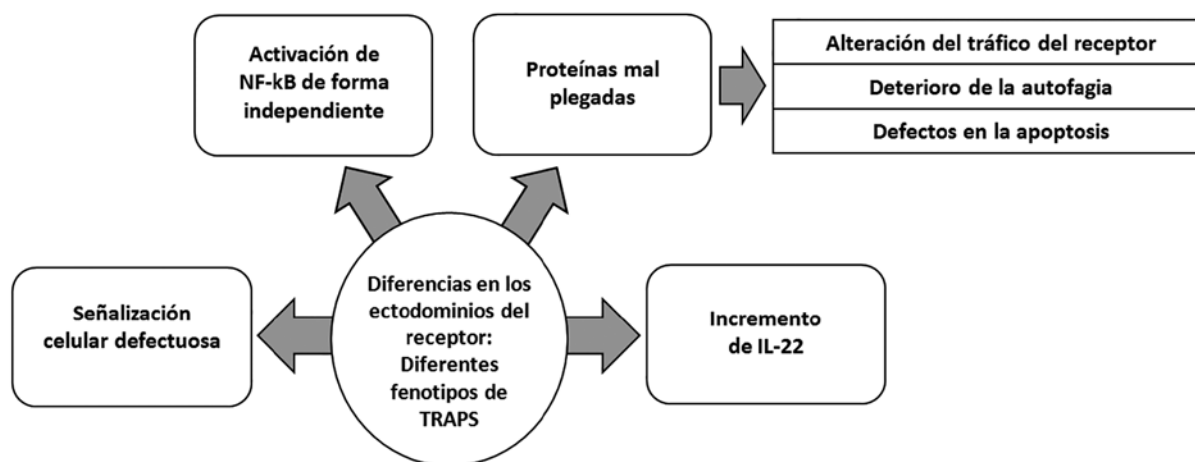 Activación de
NF-kB de forma
independiente
Proteínas mal
plegadas
Alteración del tráfico del receptor
Deterioro de la autofagia
Defectos en la apoptosis
Señalización
celular defectuosa
Diferencias en los
ectodominios del
receptor:
Diferentes
fenotipos de
TRAPS
Incremento
de IL-22